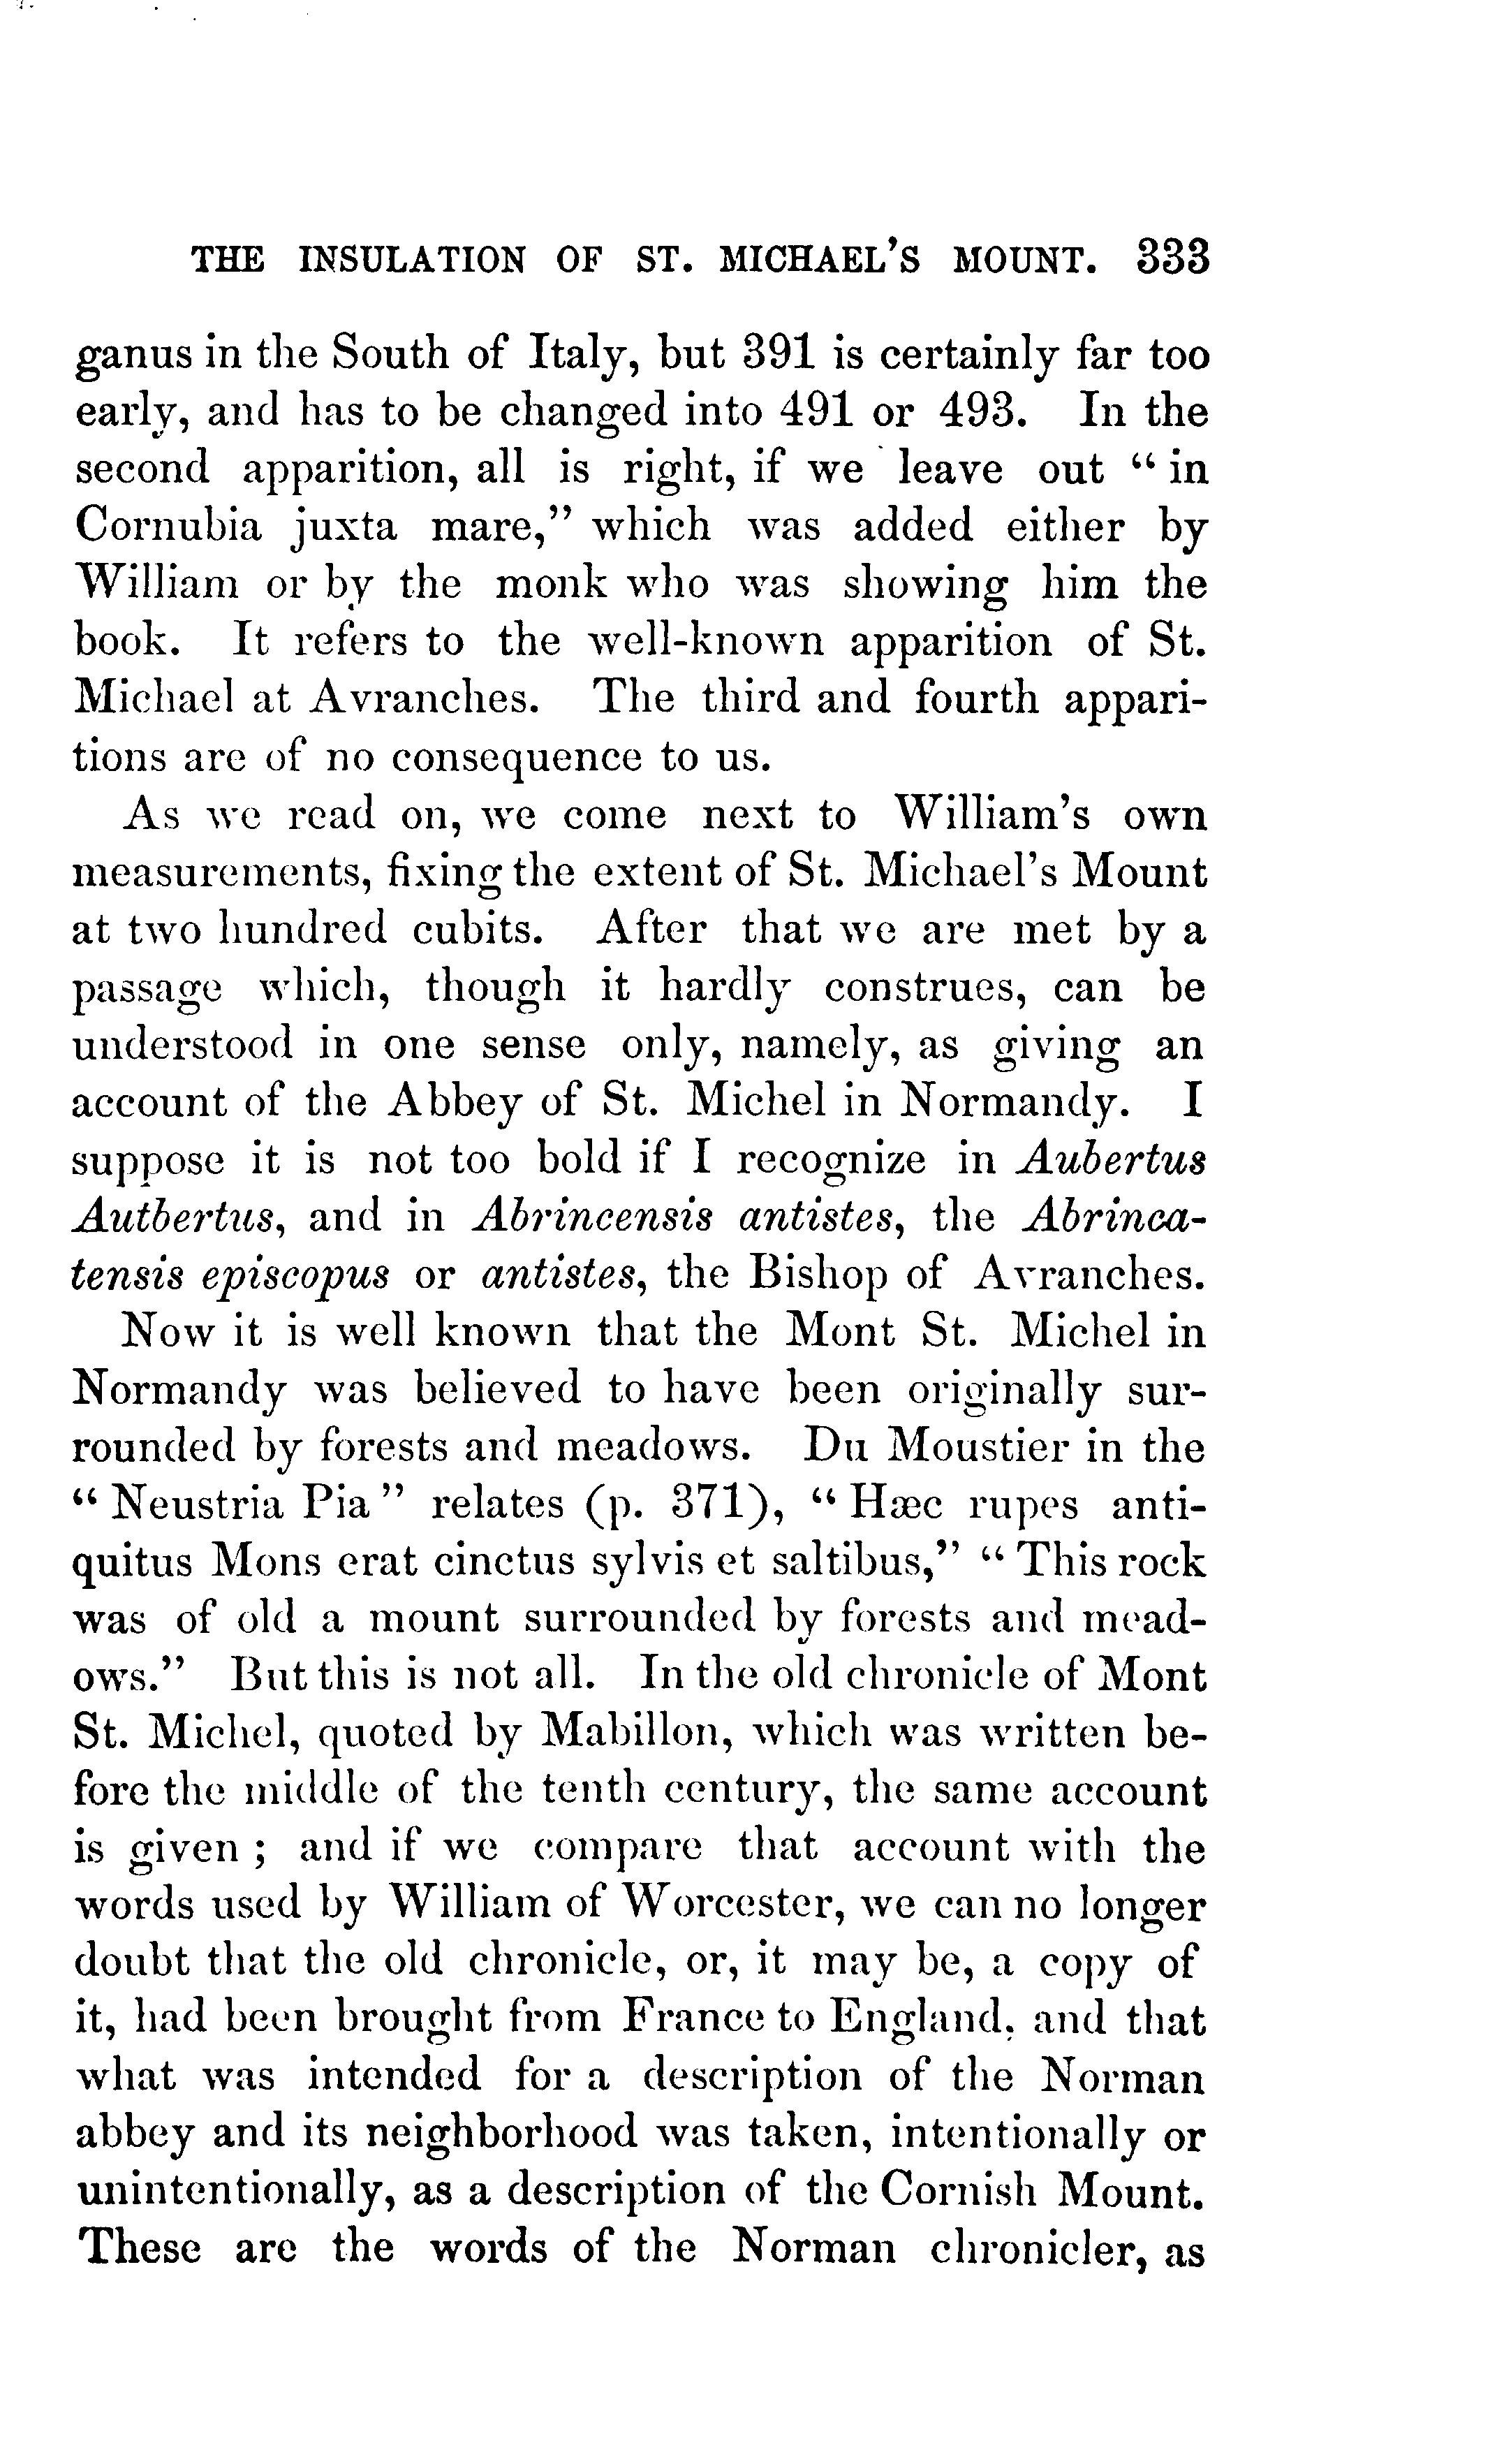 THE INSULATION OF ST. MICHAEL'S MOUNT. 333
ganus in the South of Italy, but 391 is certainly far too
early, and has to be changed into 491 or 493. In the
second apparition, all is right, if we leave out “in
Cornubia juxta mare,” which was added either by
William or by the monk who was showing him the
book. It refers to the well-known apparition of St.
Michael at Avranches. The third and fourth appari-
tions are of no consequence to us.
As we read on, we come next to William's own
measurements, fixing the extent of St. Michael's Mount
at two hundred cubits. After that we are met by a
passage which, though it hardly construes, can be
understood in one sense only, namely, as giving an
account of the Abbey of St. Michel in Normandy. I
suppose it is not too bold if I recognize in Aubertus
Autbertus, and in Abrincensis antistes, the Abrinca-
tensis episcopus or antistes, the Bishop of Avranches.
Now it is well known that the Mont St. Michel in
Normandy was believed to have been originally sur-
rounded by forests and meadows. Du Moustier in the
“Neustria Pia” relates (p. 371), “Hæc rupes anti-
quitus Mons erat cinctus sylvis et saltibus,” “This rock
was of old a mount surrounded by forests and mead-
ows.” But this is not all. In the old chronicle of Mont
St. Michel, quoted by Mabillon, which was written be-
fore the middle of the tenth century, the same account
is given; and if we compare that account with the
words used by William of Worcester, we can no longer
doubt that the old chronicle, or, it may be, a copy of
it, had been brought from France to England, and that
what was intended for a description of the Norman
abbey and its neighborhood was taken, intentionally or
unintentionally, as a description of the Cornish Mount.
These are the words of the Norman chronicler, as